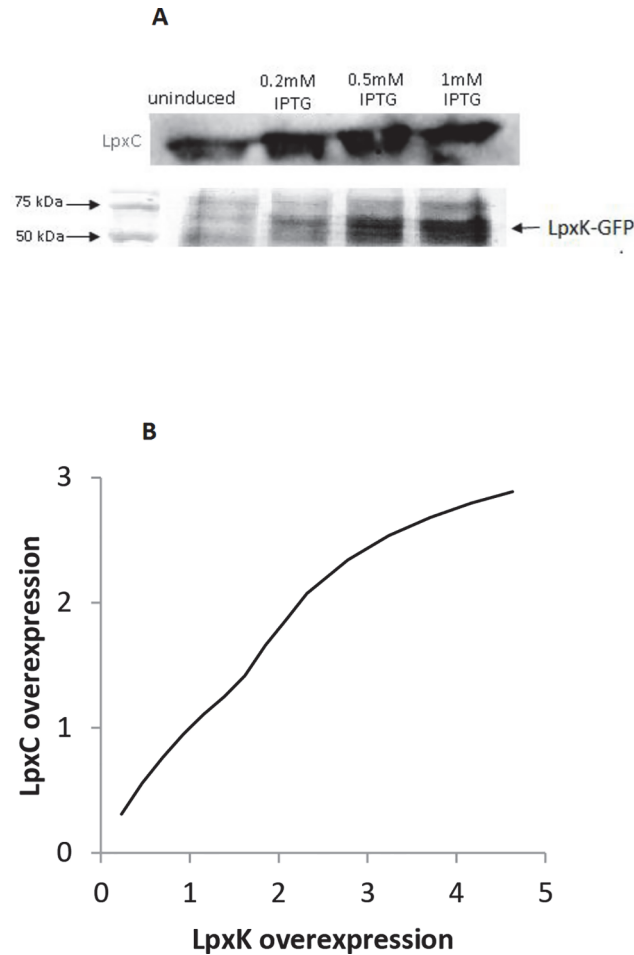 A
uninduced
0.2mM
IPTG
0.5mM
IPTG
1mM
IPTG
LpxC
75 kDa
50 kDa
LpxK-GFP
B
3
2
1
0
LpxC overexpression
0 1 2 3 4 5
LpxK overexpression